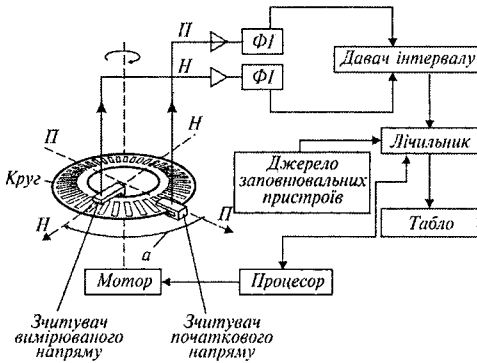 П
ФІ
Н
ФІ
Давач інтервалу
П
Н
Круг
Лічильник
Джерело
заповнювальних
пристроїв
Н
П
а
Табло
Мотор
Процесор
Зчитувач
вимірюваного
напряму
Зчитувач
початкового
напряму